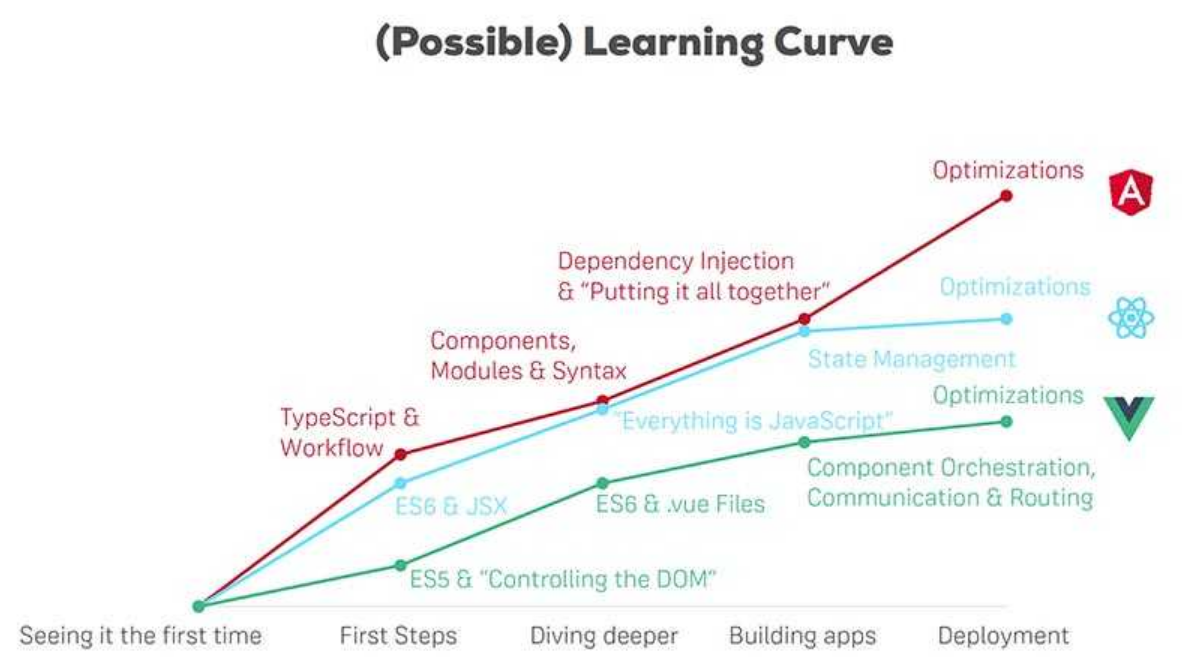 (Possible) Learning Curve
Optimizations
A
Dependency Injection
& "Putting it all together"
Optimizations
Components,
Modules & Syntax
State Management
Optimizations
TypeScript &
Workflow
"Everything is JavaScript"
Component Orchestration,
Communication & Routing
ES6 & JSX
ES6 & .vue Files
ES5 & "Controlling the DOM"
Seeing it the first time
First Steps
Diving deeper
Building apps
Deployment